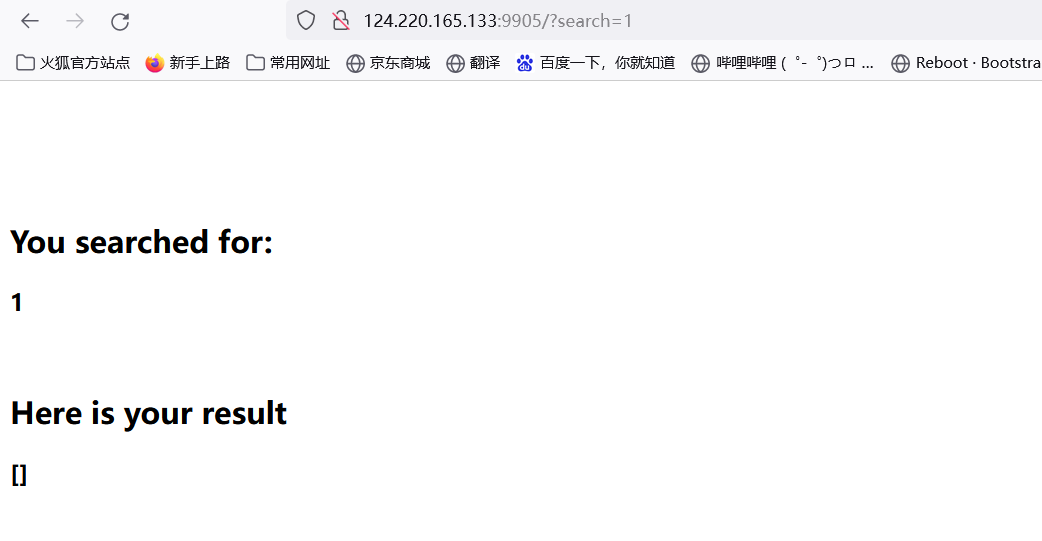 124.220.165.133:9905/?search=1
火狐官方站点 新手上路 常用网址 京东商城 翻译 百度一下，你就知道 哔哩哔哩 ( ゜- ゜)つロ ... Reboot · Bootstra
You searched for:
1
Here is your result
[]